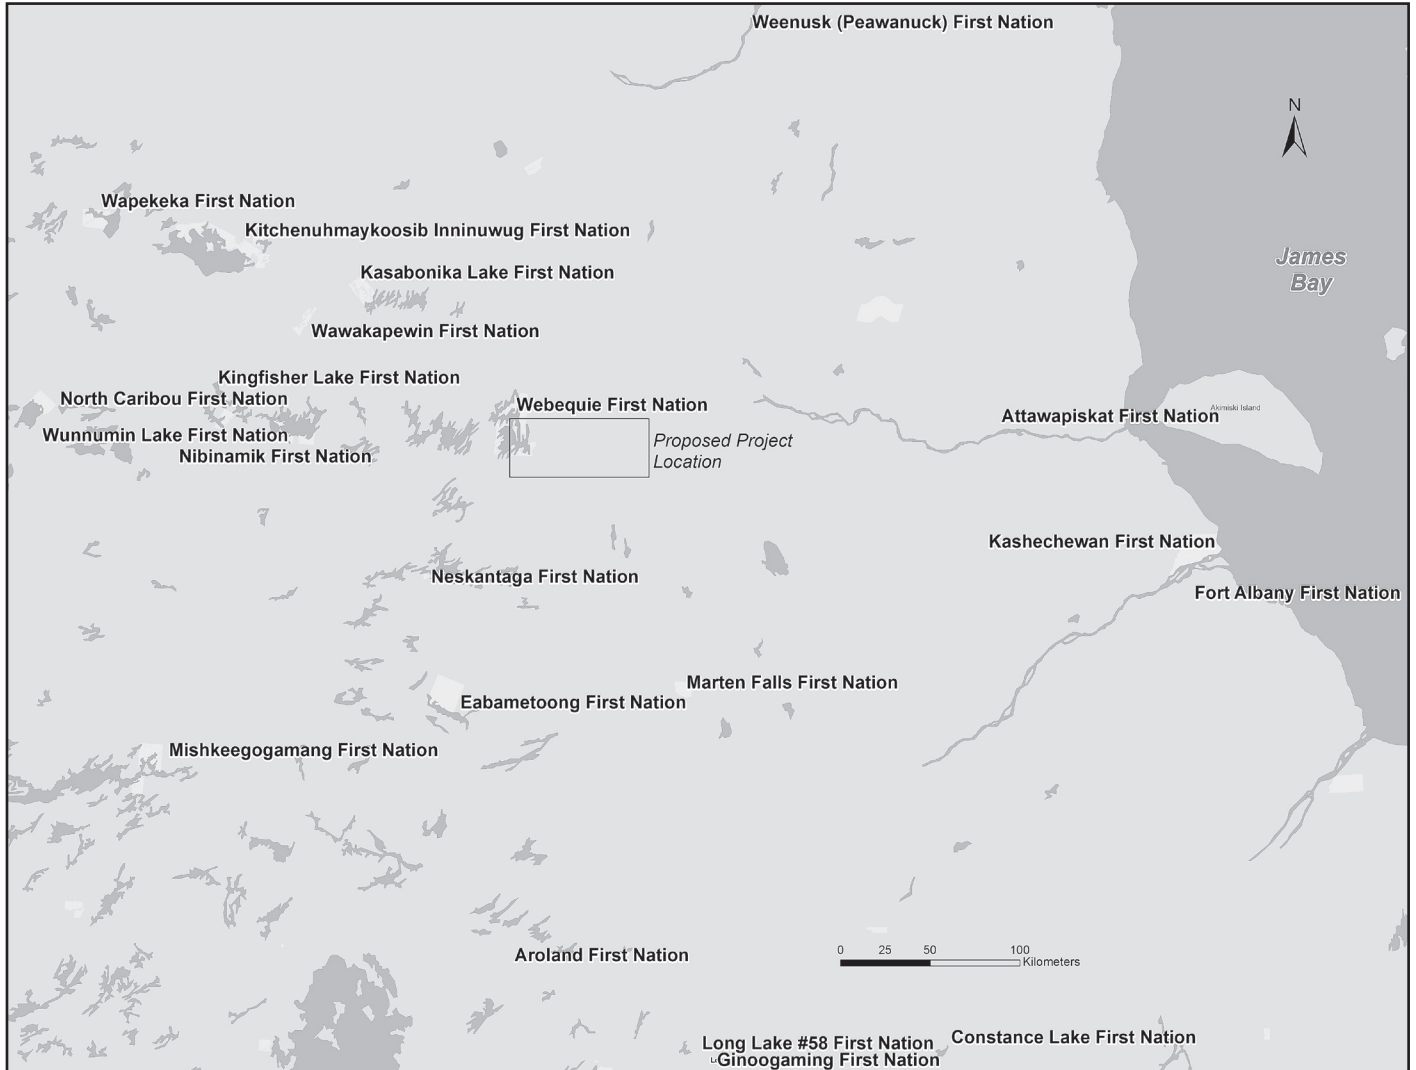 Weenusk (Peawanuck) First Nation
N
Wapekeka First Nation
Kitchenuhmaykoosib Inninuwug First Nation
James
Bay
Kasabonika Lake First Nation
Wawakapewin First Nation
Kingfisher Lake First Nation
North Caribou First Nation
Webequie First Nation
Akimiski Island
Attawapiskat First Nation
Wunnumin Lake First Nation
Proposed Project
Location
Nibinamik First Nation
Kashechewan First Nation
Neskantaga First Nation
Fort Albany First Nation
Marten Falls First Nation
Eabametoong First Nation
Mishkeegogamang First Nation
Aroland First Nation
0 25 50 100
Kilometers
Constance Lake First Nation
Long Lake #58 First Nation
Ginoogaming First Nation